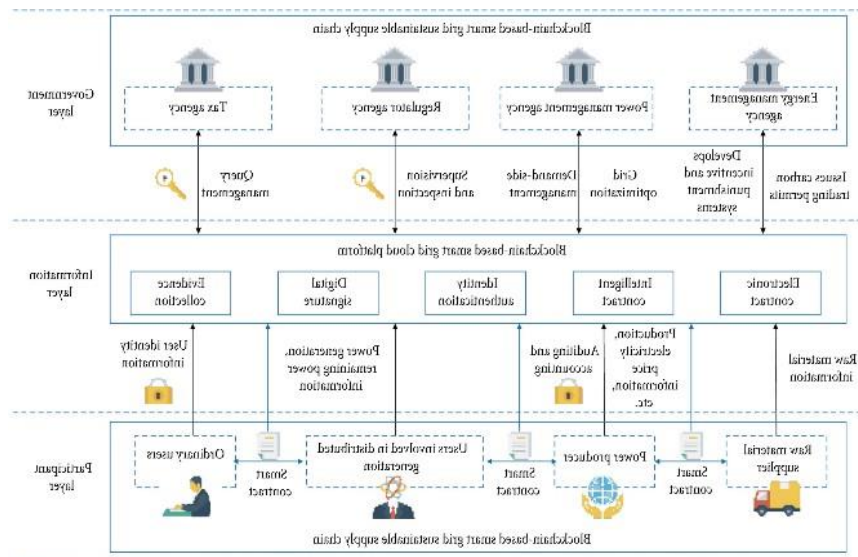 Blockchain-based smart grid sustainable supply chain
Energy management
agency
Power management agency
Regulator agency
Tax agency
Government
layer
Issues carbon
trading permits
Develops
incentive and
punishment
systems
Grid
optimization
Demand-side
management
Supervision
and inspection
Query
management
Blockchain-based smart grid cloud platform
Electronic
contract
Intelligent
contract
Identity
authentication
Digital
signature
Evidence
collection
Information
layer
Raw material
information
Production,
electricity
price
information,
etc
Auditing and
accounting
Power generation,
remaining power
information
User identity
information
Raw material
supplier
Smart
contract
Power producer
Smart
contract
Users involved in distributed
generation
Smart
contract
Ordinary users
Participant
layer
Blockchain-based smart grid sustainable supply chain